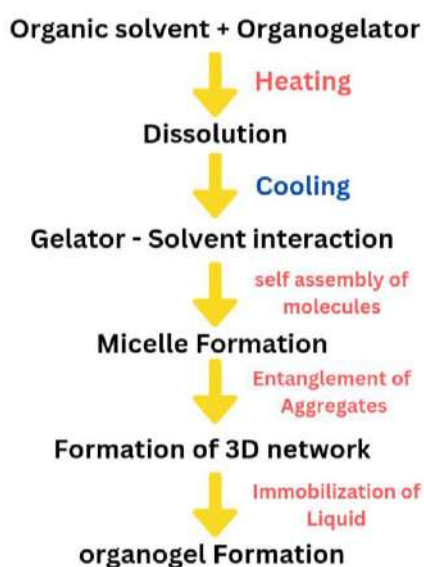 Organic solvent + Organogelator
Heating
Dissolution
Cooling
Gelator - Solvent interaction
self assembly of
molecules
Micelle Formation
Entanglement of
Aggregates
Formation of 3D network
Immobilization of
Liquid
organogel Formation